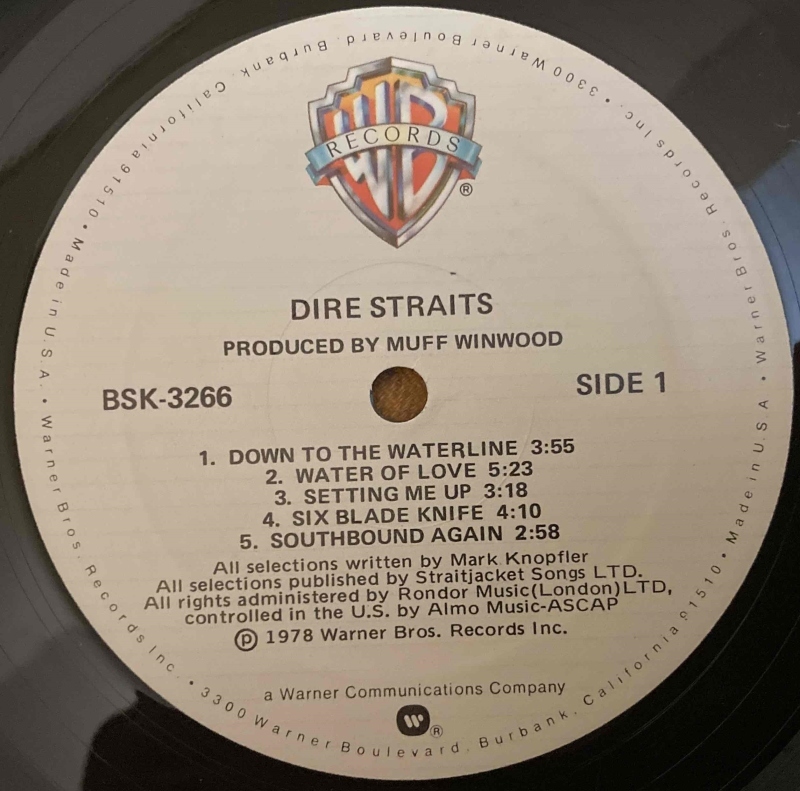 WB
RECORDS
®
DIRE STRAITS
PRODUCED BY MUFF WINWOOD
BSK-3266
SIDE 1
1. DOWN TO THE WATERLINE 3:55
2. WATER OF LOVE 5:23
3. SETTING ME UP 3:18
4. SIX BLADE KNIFE 4:10
5. SOUTHBOUND AGAIN 2:58
All selections written by Mark Knopfler
All selections published by Straitjacket Songs LTD.
All rights administered by Rondor Music(London)LTD,
controlled in the U.S. by Almo Music-ASCAP
℗ 1978 Warner Bros. Records Inc.
a Warner Communications Company
W®
Warner Bros. Records Inc. • 3300 Warner Boulevard, Burbank, California 91510 • Made in U.S.A. • Warner Bros. Records Inc. • 3300 Warner Boulevard, Burbank, California 91510 • Made in U.S.A •